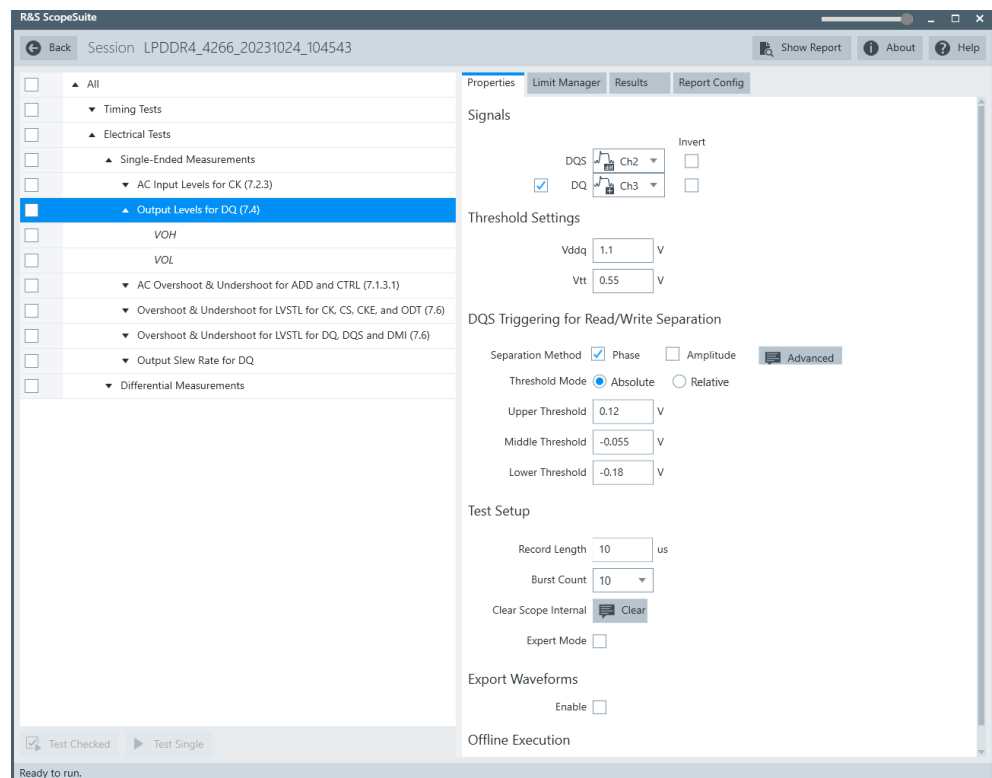 R&S ScopeSuite
Back
Session LPDDR4_4266_20231024_104543
Show Report
About
Help
All
Timing Tests
Electrical Tests
Single-Ended Measurements
AC Input Levels for CK (7.2.3)
Output Levels for DQ (7.4)
VOH
VOL
AC Overshoot & Undershoot for ADD and CTRL (7.1.3.1)
Overshoot & Undershoot for LVSTL for CK, CS, CKE, and ODT (7.6)
Overshoot & Undershoot for LVSTL for DQ, DQS and DMI (7.6)
Output Slew Rate for DQ
Differential Measurements
Test Checked
Test Single
Properties
Limit Manager
Results
Report Config
Signals
Invert
DQS diff Ch2
DQ Ch3
Threshold Settings
Vddq 1.1 V
Vtt 0.55 V
DQS Triggering for Read/Write Separation
Separation Method Phase Amplitude Advanced
Threshold Mode Absolute Relative
Upper Threshold 0.12 V
Middle Threshold -0.055 V
Lower Threshold -0.18 V
Test Setup
Record Length 10 us
Burst Count 10
Clear Scope Internal Clear
Expert Mode
Export Waveforms
Enable
Offline Execution
Ready to run.